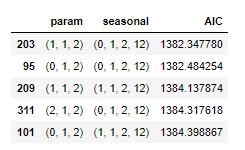 param seasonal AIC
203 (1, 1, 2) (0, 1, 2, 12) 1382.347780
95 (0, 1, 2) (0, 1, 2, 12) 1382.484254
209 (1, 1, 2) (1, 1, 2, 12) 1384.137874
311 (2, 1, 2) (0, 1, 2, 12) 1384.317618
101 (0, 1, 2) (1, 1, 2, 12) 1384.398867